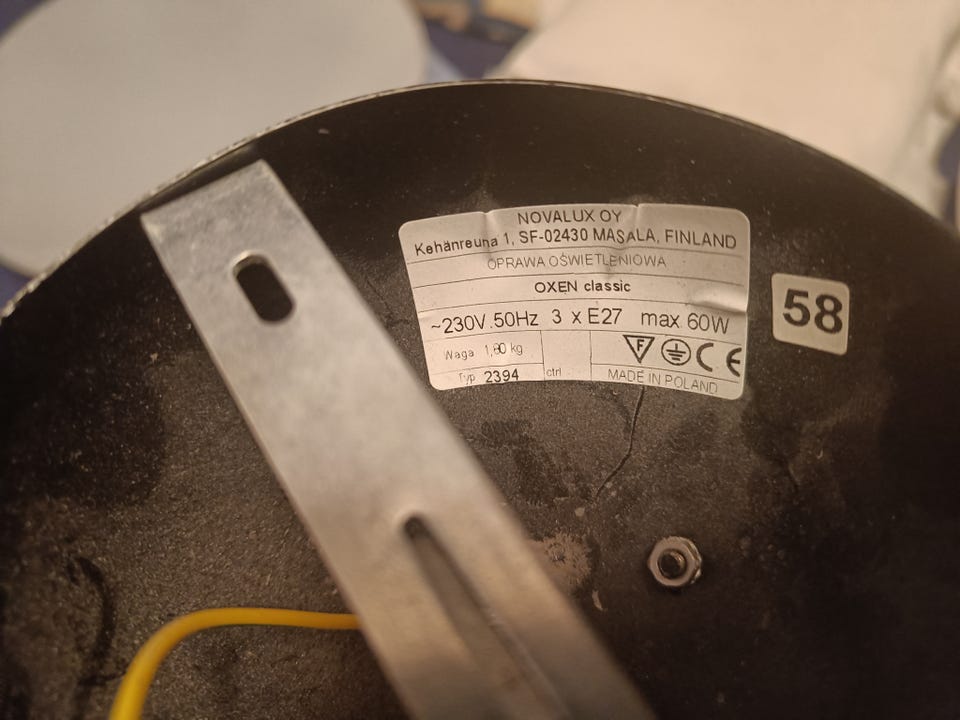 NOVALUX OY
Kehänreuna 1, SF-02430 MASALA, FINLAND
OPRAWA OŚWIETLENIOWA
OXEN classic
~230V.50Hz 3 x E27 max 60W
Waga 1,80 kg
F CE
Typ 2394 ctrl MADE IN POLAND
58